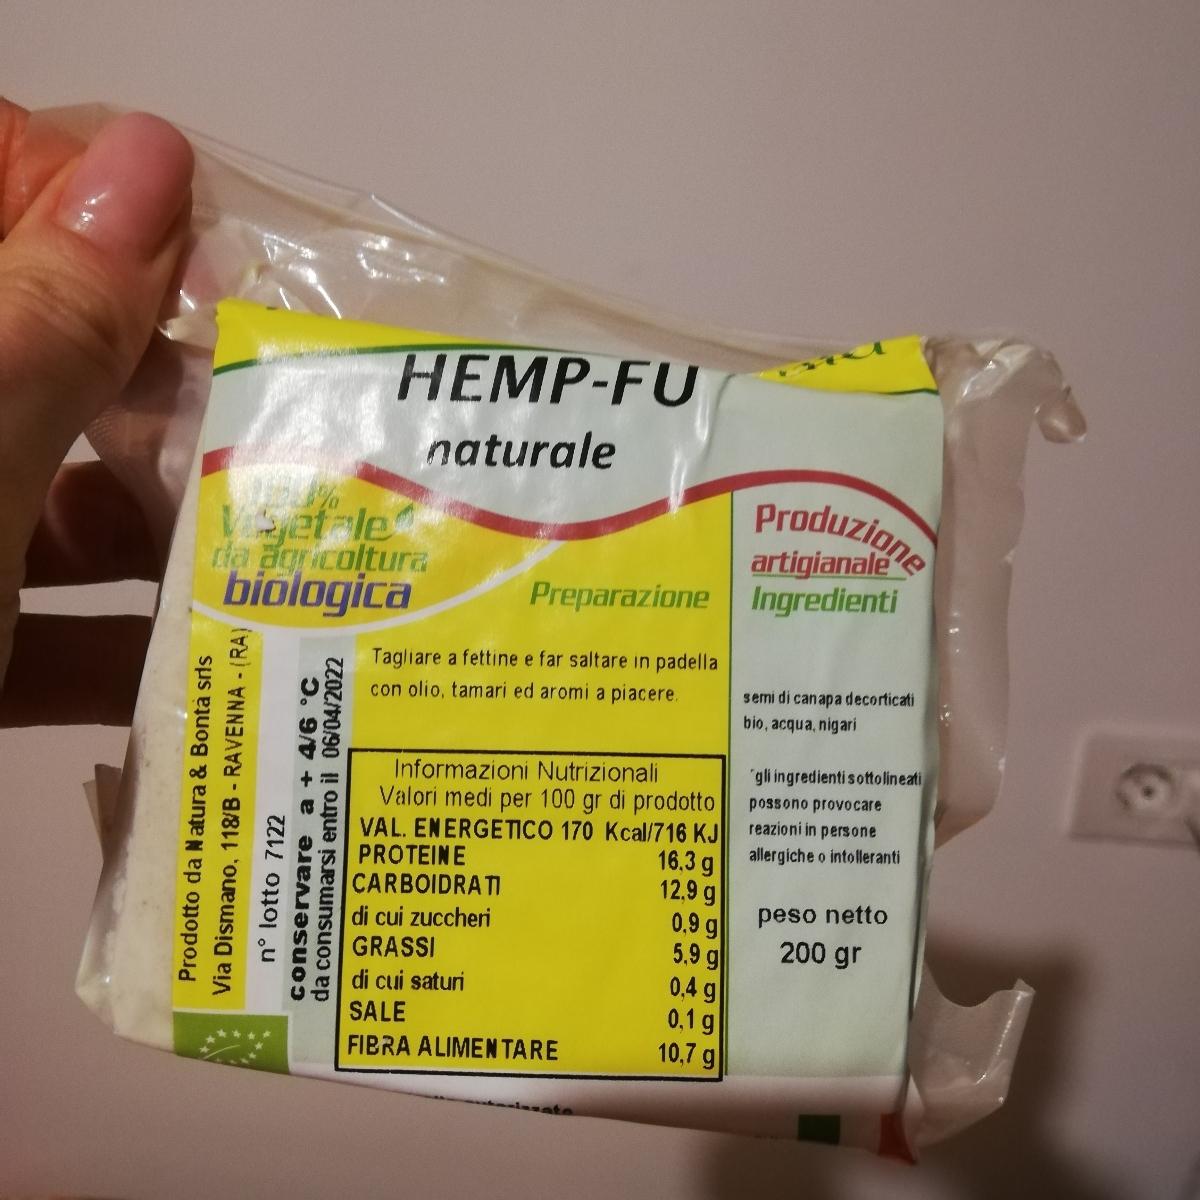 HEMP-FU
naturale
Vegetale
da agricoltura
biologica
Preparazione
Tagliare a fettine e far saltare in padella
con olio, tamari ed aromi a piacere.
Produzione
artigianale
Ingredienti
semi di canapa decorticati
bio, acqua, nigari
*gli ingredienti sottolineati
possono provocare
reazioni in persone
allergiche o intolleranti
peso netto
200 gr
Prodotto da Natura & Bontà srls
Via Dismano, 118/B - RAVENNA - (RA)
n° lotto 7122
conservare a + 4/6 °C
da consumarsi entro il 06/04/2022
Informazioni Nutrizionali
Valori medi per 100 gr di prodotto
VAL. ENERGETICO 170 Kcal/716 KJ
PROTEINE 16,3 g
CARBOIDRATI 12,9 g
di cui zuccheri 0,9 g
GRASSI 5,9 g
di cui saturi 0,4 g
SALE 0,1 g
FIBRA ALIMENTARE 10,7 g